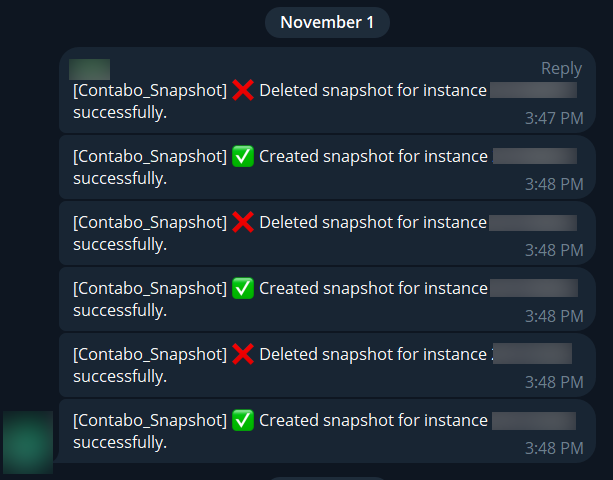 November 1
Reply
[Contabo_Snapshot] ❌ Deleted snapshot for instance
successfully.
3:47 PM
[Contabo_Snapshot] ✅ Created snapshot for instance
successfully.
3:48 PM
[Contabo_Snapshot] ❌ Deleted snapshot for instance
successfully.
3:48 PM
[Contabo_Snapshot] ✅ Created snapshot for instance
successfully.
3:48 PM
[Contabo_Snapshot] ❌ Deleted snapshot for instance
successfully.
3:48 PM
[Contabo_Snapshot] ✅ Created snapshot for instance
successfully.
3:48 PM